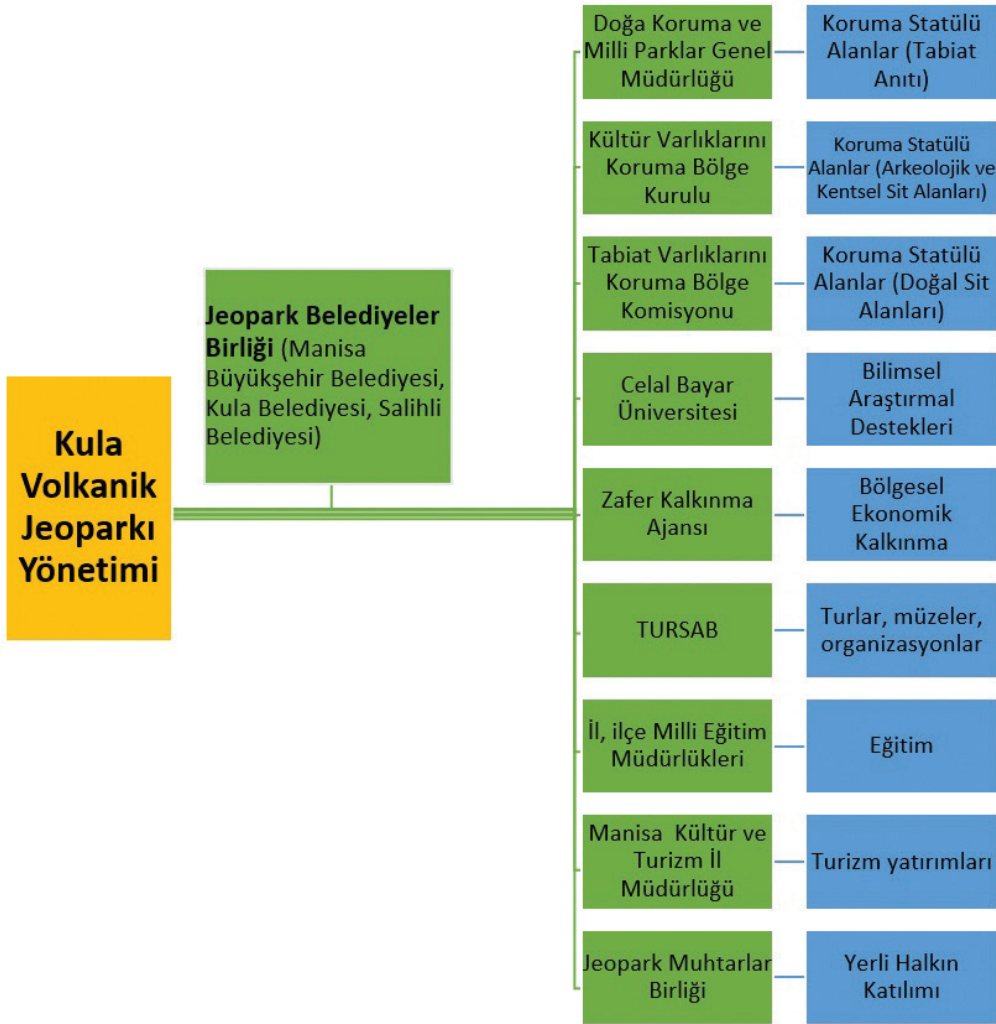 Kula
Volkanik
Jeoparkı
Yönetimi
Jeopark Belediyeler
Birliği (Manisa
Büyükşehir Belediyesi,
Kula Belediyesi, Salihli
Belediyesi)
Doğa Koruma ve
Milli Parklar Genel
Müdürlüğü
Koruma Statülü
Alanlar (Tabiat
Anıtı)
Kültür Varlıklarını
Koruma Bölge
Kurulu
Koruma Statülü
Alanlar (Arkeolojik ve
Kentsel Sit Alanları)
Tabiat Varlıklarını
Koruma Bölge
Komisyonu
Koruma Statülü
Alanlar (Doğal Sit
Alanları)
Celal Bayar
Üniversitesi
Bilimsel
Araştırmal
Destekleri
Zafer Kalkınma
Ajansı
Bölgesel
Ekonomik
Kalkınma
TURSAB
Turlar, müzeler,
organizasyonlar
İl, ilçe Milli Eğitim
Müdürlükleri
Eğitim
Manisa Kültür ve
Turizm İl
Müdürlüğü
Turizm yatırımları
Jeopark Muhtarlar
Birliği
Yerli Halkın
Katılımı